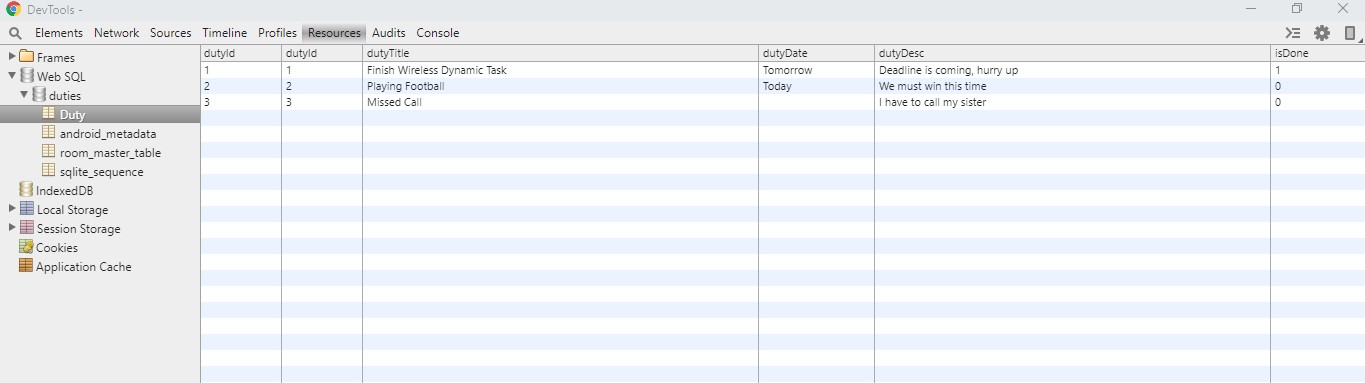 DevTools -
Elements Network Sources Timeline Profiles Resources Audits Console
Frames
Web SQL
duties
Duty
android_metadata
room_master_table
sqlite_sequence
IndexedDB
Local Storage
Session Storage
Cookies
Application Cache
dutyId dutyId dutyTitle dutyDate dutyDesc isDone
1 1 Finish Wireless Dynamic Task Tomorrow Deadline is coming, hurry up 1
2 2 Playing Football Today We must win this time 0
3 3 Missed Call I have to call my sister 0